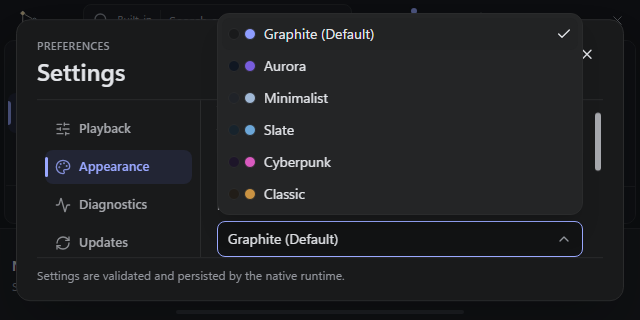 PREFERENCES
Settings
Playback
Appearance
Diagnostics
Updates
Graphite (Default)
Aurora
Minimalist
Slate
Cyberpunk
Classic
Graphite (Default)
Settings are validated and persisted by the native runtime.